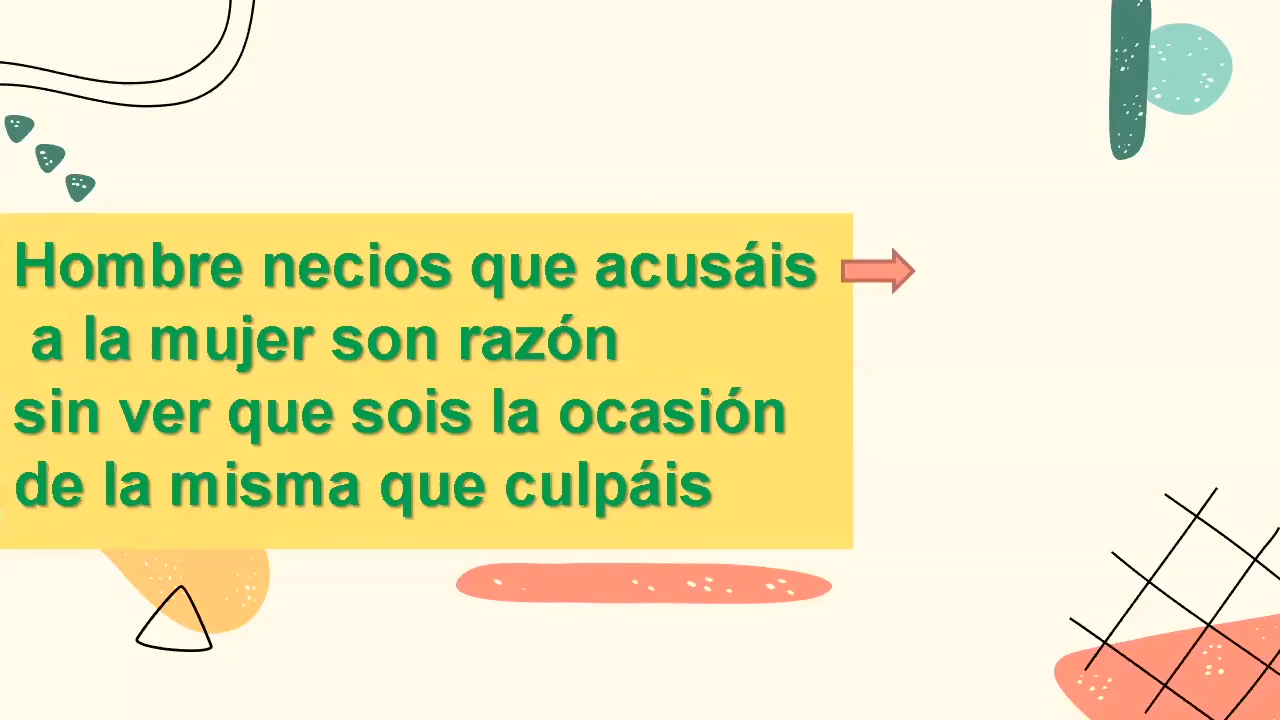 Hombre necios que acusáis
a la mujer son razón
sin ver que sois la ocasión
de la misma que culpáis